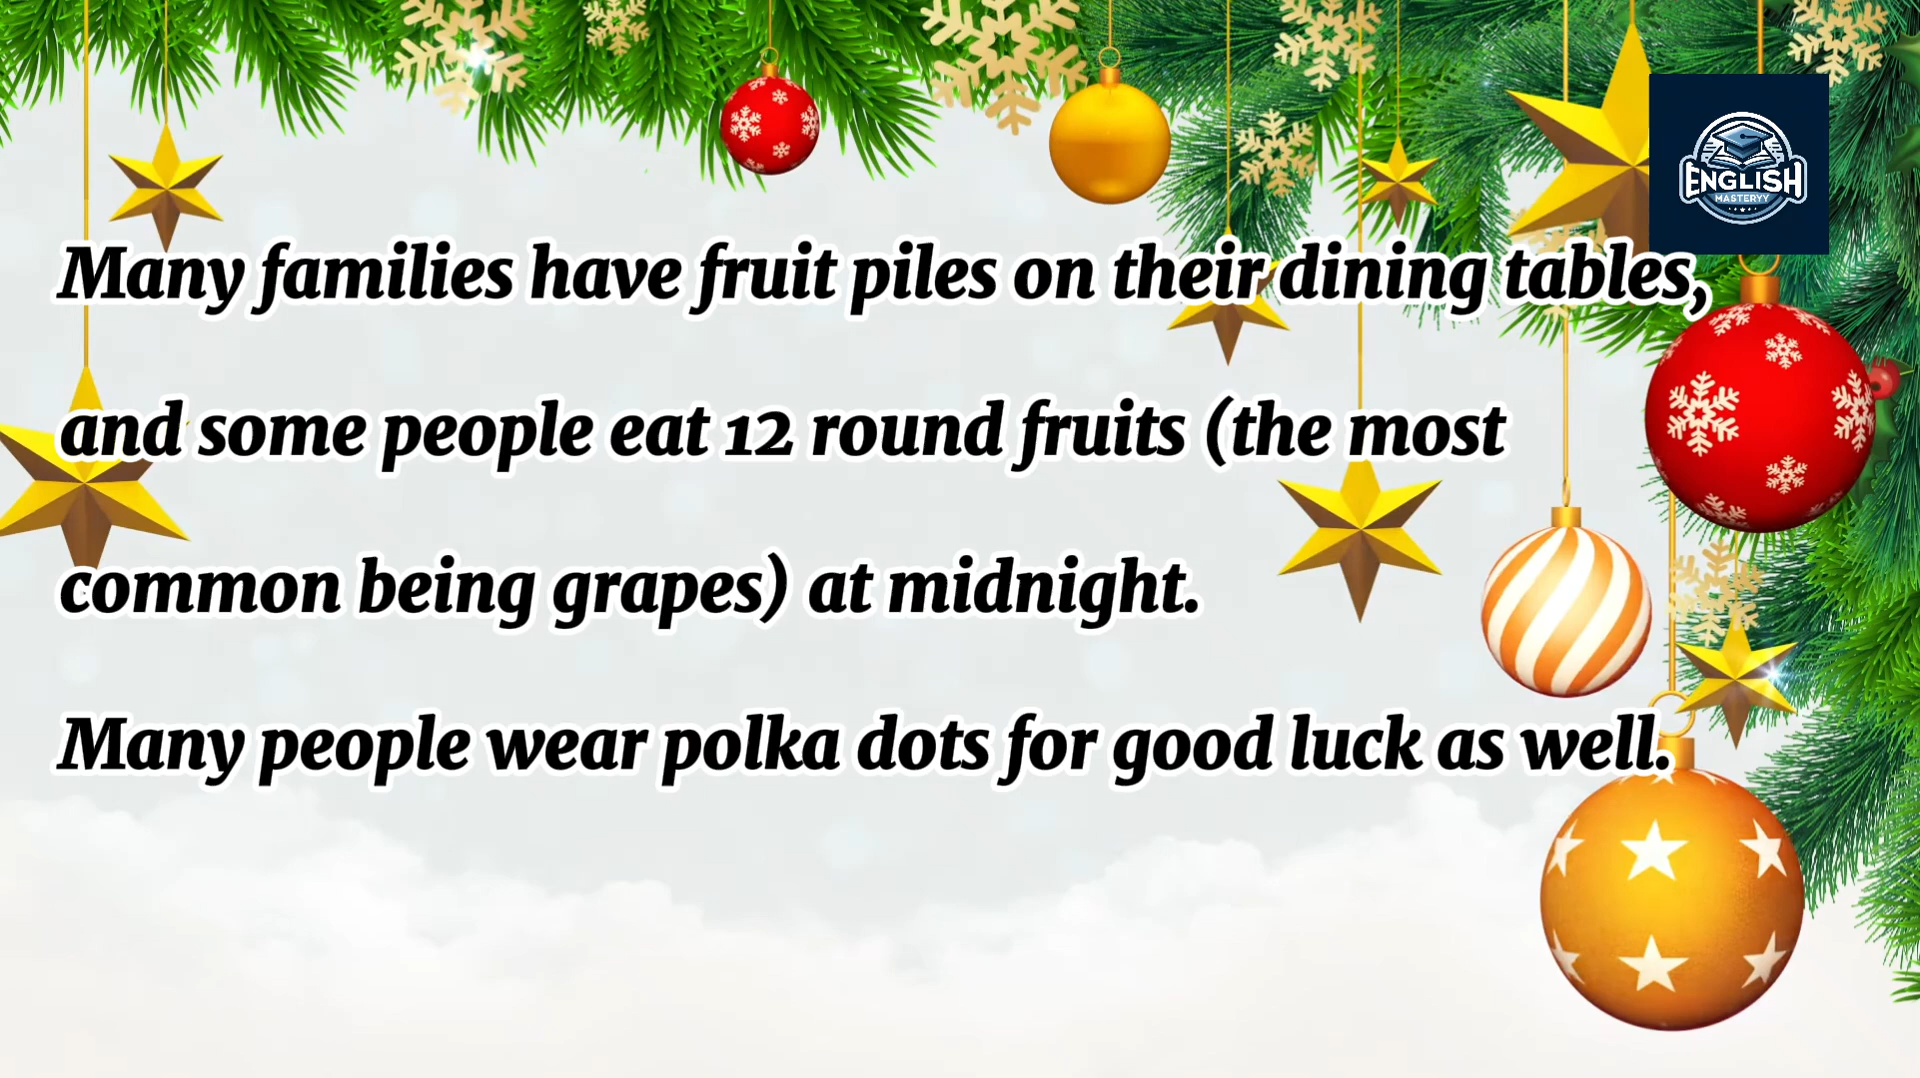 ENGLISH
MASTERYY
Many families have fruit piles on their dining tables,
and some people eat 12 round fruits (the most
common being grapes) at midnight.
Many people wear polka dots for good luck as well.